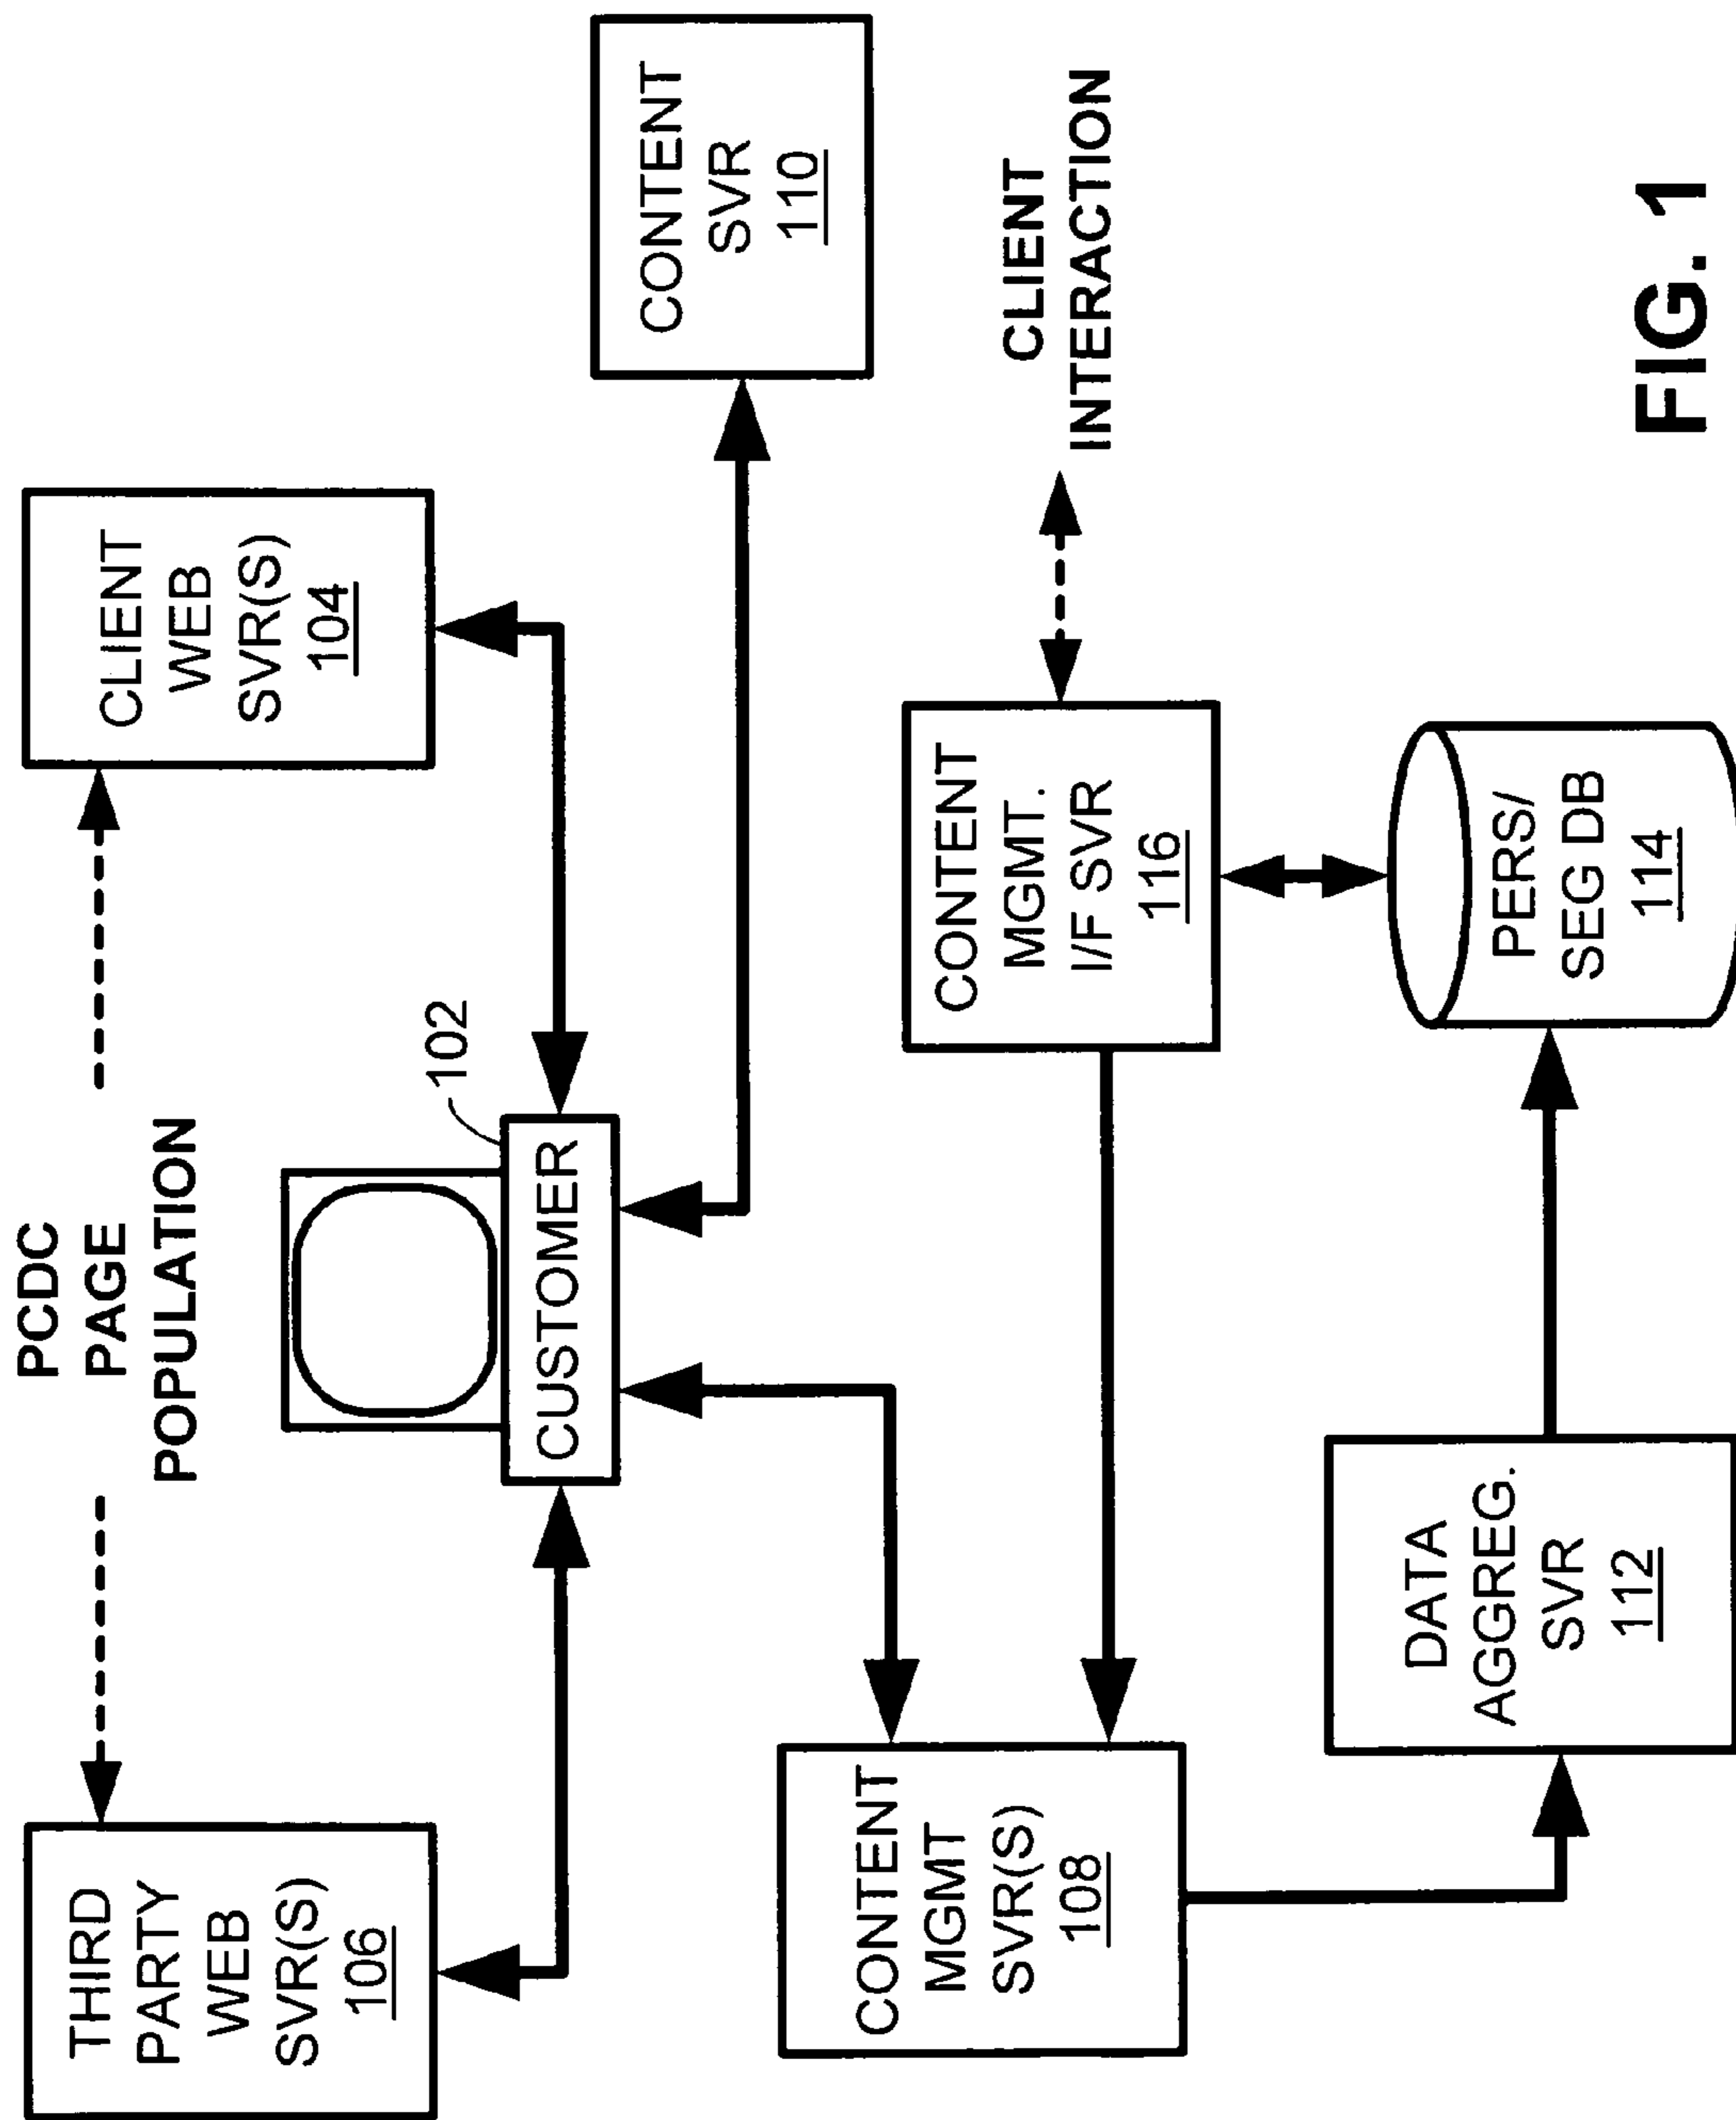 PCDC
PAGE
POPULATION
THIRD
PARTY
WEB
SVR(S)
106
CLIENT
WEB
SVR(S)
104
102
CUSTOMER
CONTENT
SVR
110
CONTENT
MGMT
SVR(S)
108
CONTENT
MGMT.
I/F SVR
116
CLIENT
INTERACTION
DATA
AGGREG.
SVR
112
PERS/
SEG DB
114
FIG. 1